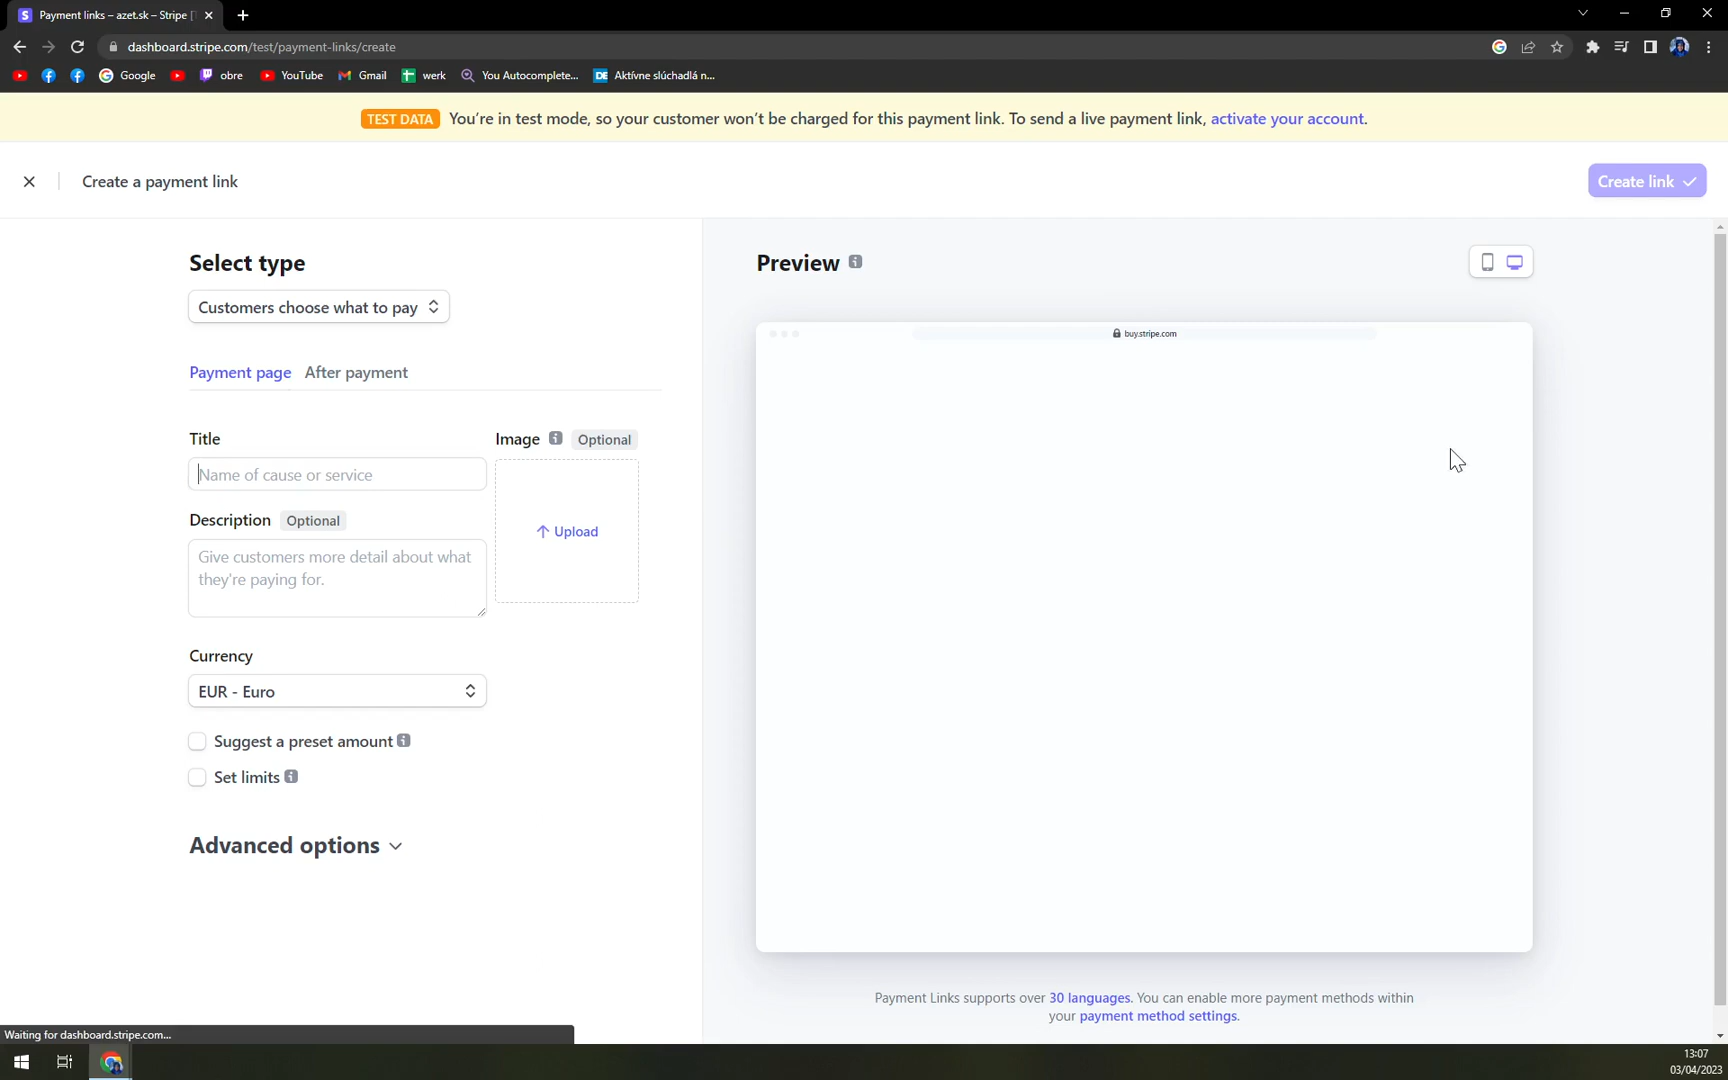 Payment links – azet.sk – Stripe [T
dashboard.stripe.com/test/payment-links/create
Google
obre
YouTube
Gmail
werk
You Autocomplete...
DE Aktívne slúchadlá n...
TEST DATA You're in test mode, so your customer won't be charged for this payment link. To send a live payment link, activate your account.
Create a payment link
Create link
Select type
Customers choose what to pay
Payment page After payment
Title
Image Optional
Name of cause or service
Description Optional
Give customers more detail about what
they're paying for.
Upload
Currency
EUR - Euro
Suggest a preset amount
Set limits
Advanced options
Preview
buy.stripe.com
Payment Links supports over 30 languages. You can enable more payment methods within
your payment method settings.
Waiting for dashboard.stripe.com...
13:07
03/04/2023